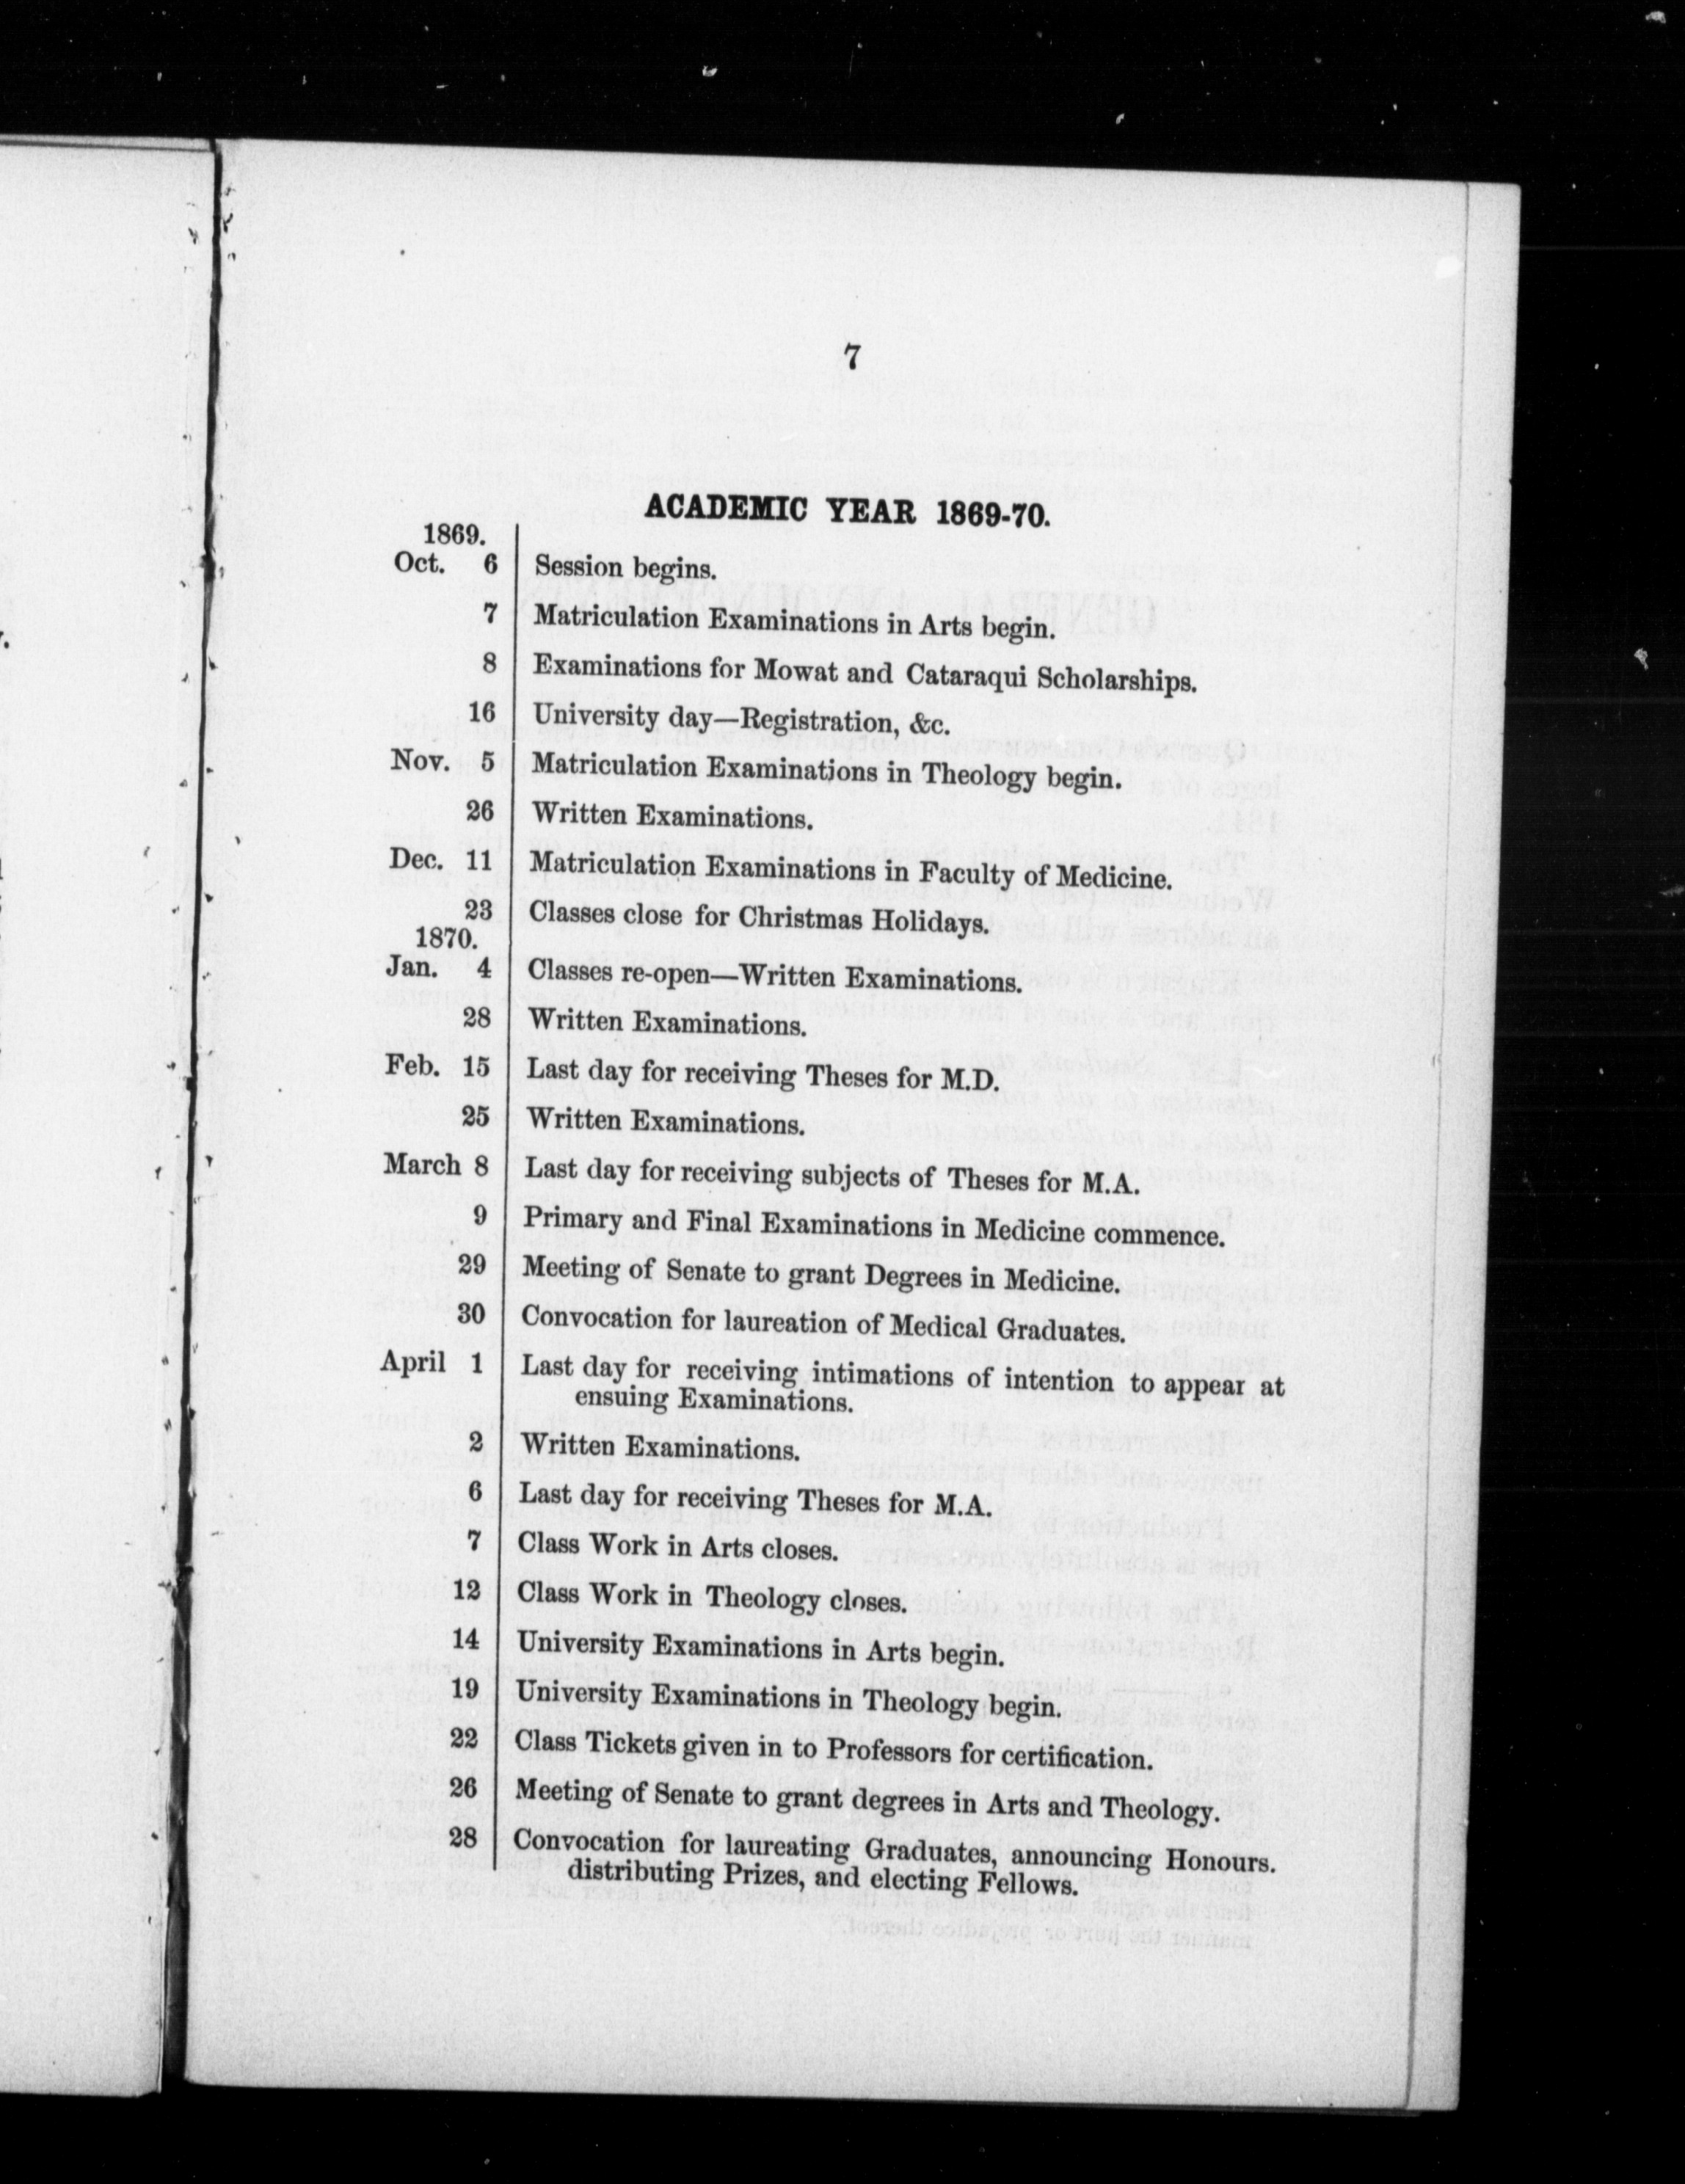 7
ACADEMIC YEAR 1869-70.
1869.
Oct. 6 Session begins.
7 Matriculation Examinations in Arts begin.
8 Examinations for Mowat and Cataraqui Scholarships.
16 University day—Registration, &c.
Nov. 5 Matriculation Examinations in Theology begin.
26 Written Examinations.
Dec. 11 Matriculation Examinations in Faculty of Medicine.
23 Classes close for Christmas Holidays.
1870.
Jan. 4 Classes re-open—Written Examinations.
28 Written Examinations.
Feb. 15 Last day for receiving Theses for M.D.
25 Written Examinations.
March 8 Last day for receiving subjects of Theses for M.A.
9 Primary and Final Examinations in Medicine commence.
29 Meeting of Senate to grant Degrees in Medicine.
30 Convocation for laureation of Medical Graduates.
April 1 Last day for receiving intimations of intention to appear at
ensuing Examinations.
2 Written Examinations.
6 Last day for receiving Theses for M.A.
7 Class Work in Arts closes.
12 Class Work in Theology closes.
14 University Examinations in Arts begin.
19 University Examinations in Theology begin.
22 Class Tickets given in to Professors for certification.
26 Meeting of Senate to grant degrees in Arts and Theology.
28 Convocation for laureating Graduates, announcing Honours.
distributing Prizes, and electing Fellows.